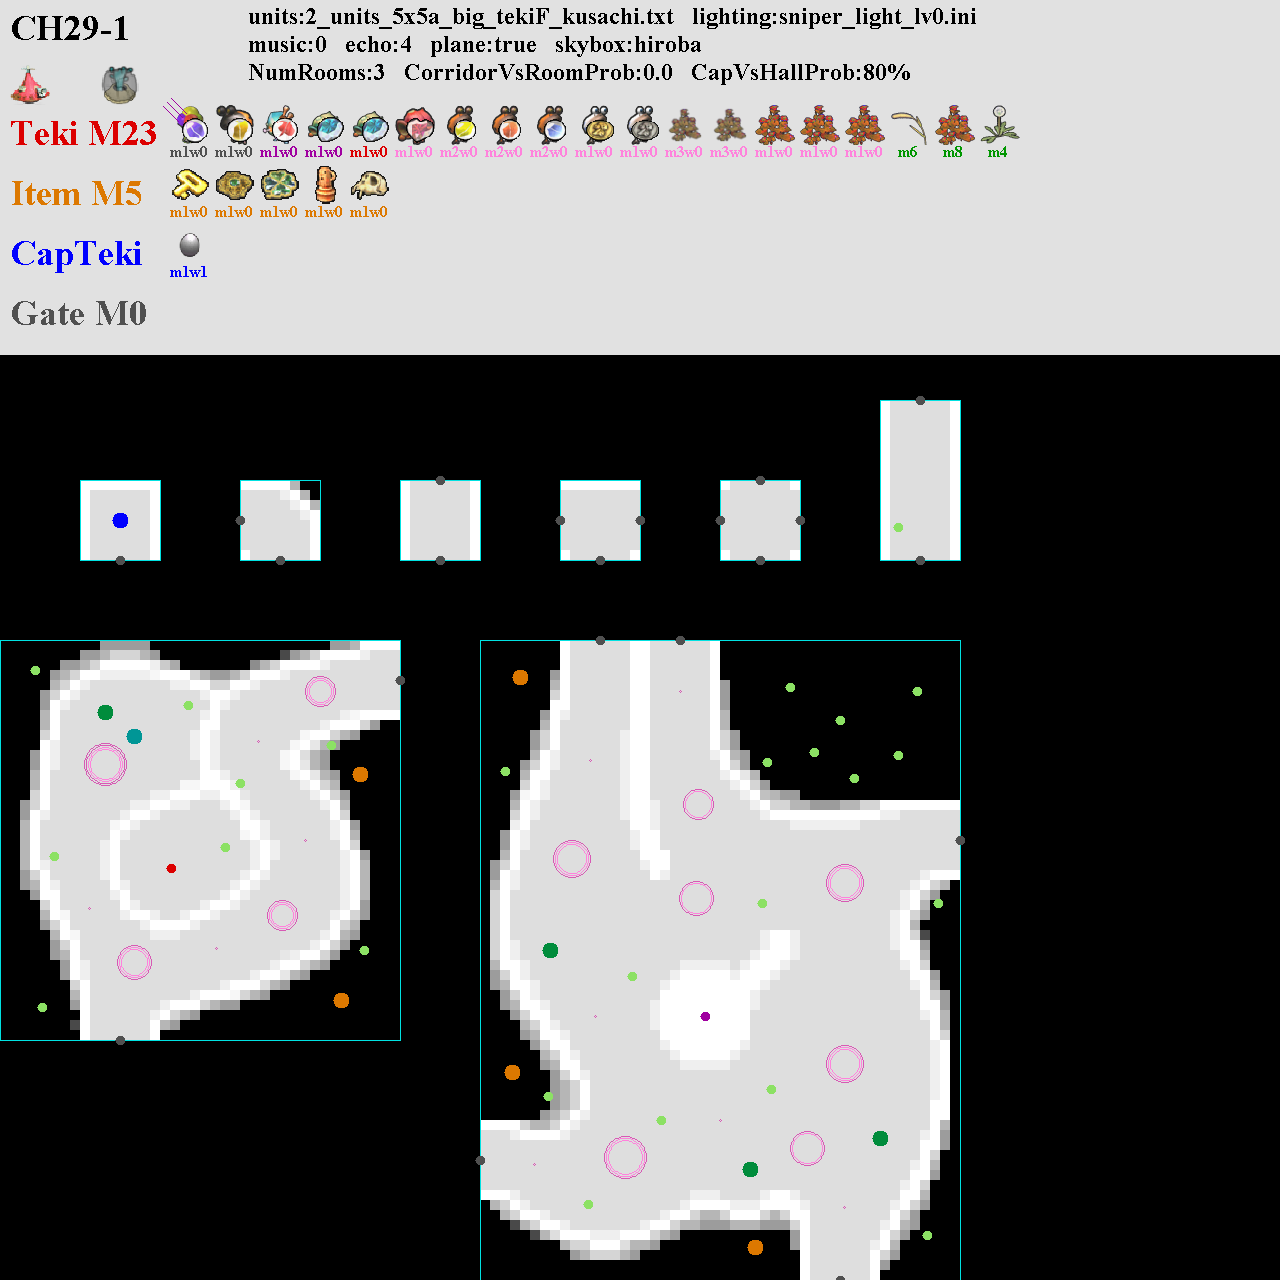 CH29-1
units:2_units_5x5a_big_tekiF_kusachi.txt lighting:sniper_light_lv0.ini
music:0 echo:4 plane:true skybox:hiroba
NumRooms:3 CorridorVsRoomProb:0.0 CapVsHallProb:80%
Teki M23
m1w0 m1w0 m1w0 m1w0 m1w0 m1w0 m2w0 m2w0 m2w0 m1w0 m1w0 m3w0 m3w0 m1w0 m1w0 m1w0 m6 m8 m4
Item M5
m1w0 m1w0 m1w0 m1w0 m1w0
CapTeki
m1w1
Gate M0